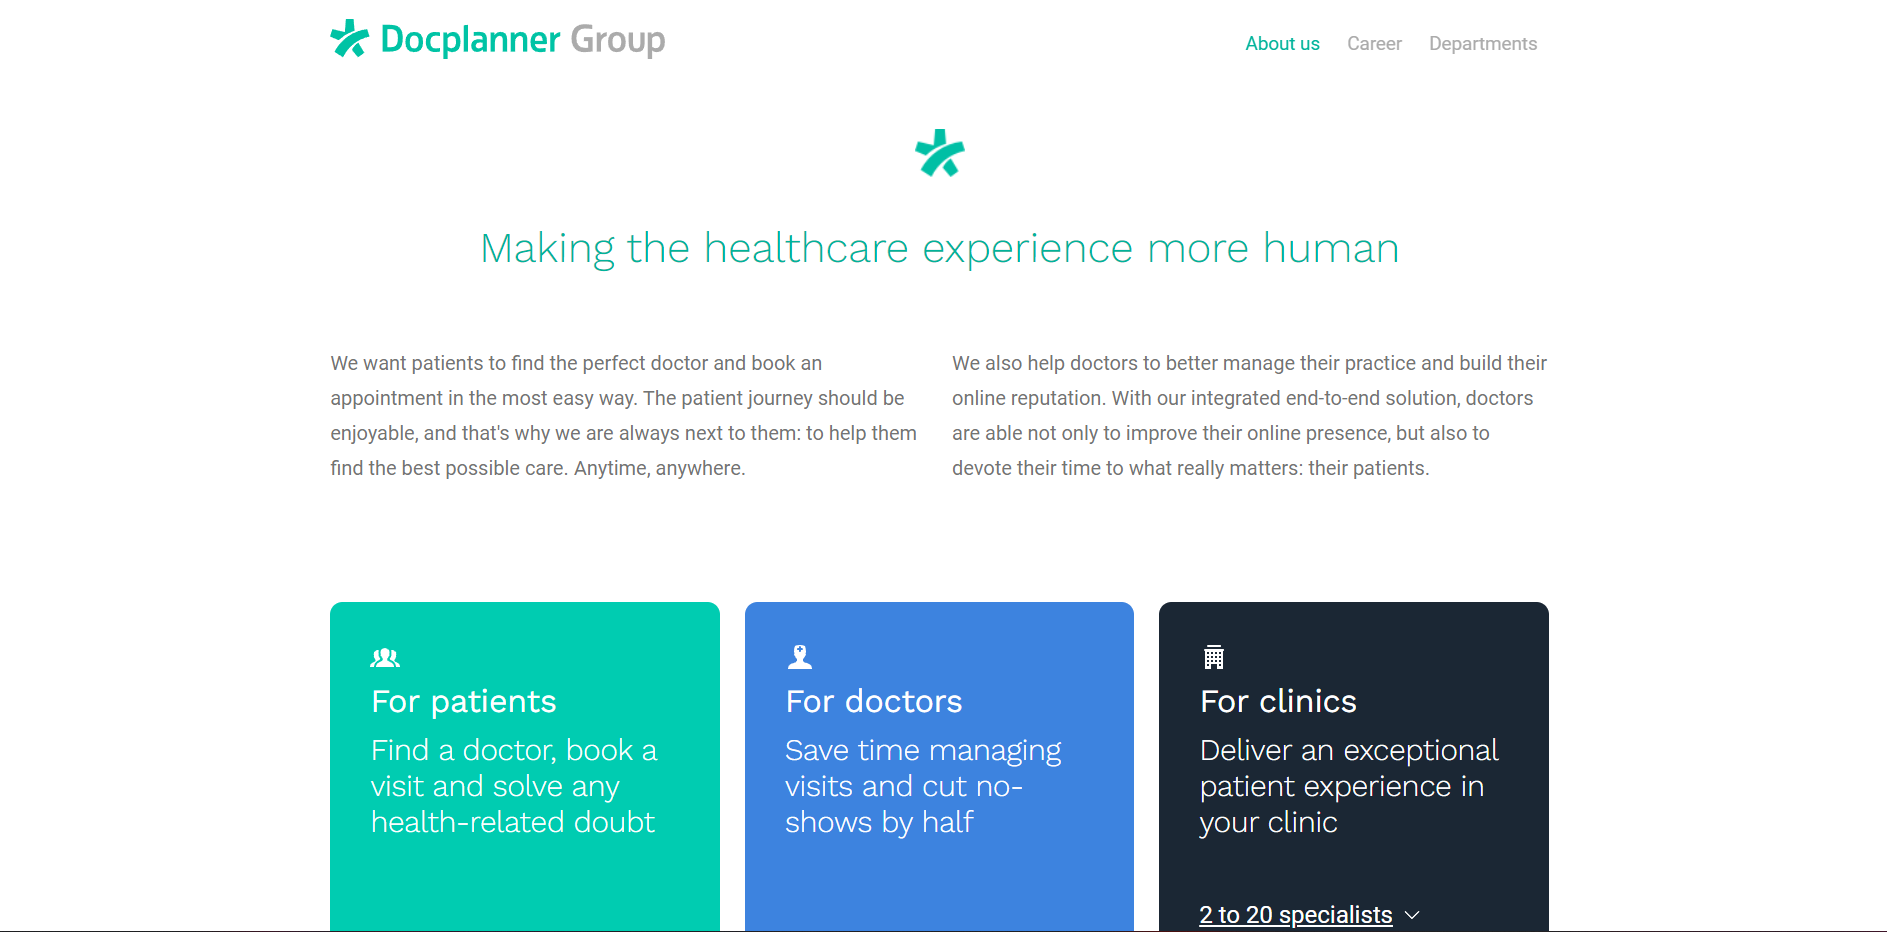 Docplanner Group
About us Career Departments
Making the healthcare experience more human
We want patients to find the perfect doctor and book an
appointment in the most easy way. The patient journey should be
enjoyable, and that's why we are always next to them: to help them
find the best possible care. Anytime, anywhere.
We also help doctors to better manage their practice and build their
online reputation. With our integrated end-to-end solution, doctors
are able not only to improve their online presence, but also to
devote their time to what really matters: their patients.
For patients
Find a doctor, book a
visit and solve any
health-related doubt
For doctors
Save time managing
visits and cut no-
shows by half
For clinics
Deliver an exceptional
patient experience in
your clinic
2 to 20 specialists